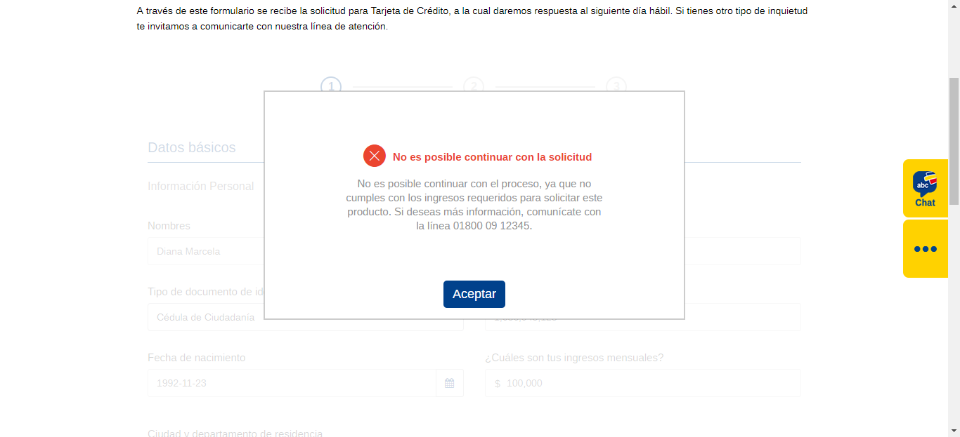 A través de este formulario se recibe la solicitud para Tarjeta de Crédito, a la cual daremos respuesta al siguiente día hábil. Si tienes otro tipo de inquietud
te invitamos a comunicarte con nuestra línea de atención.
1 2 3
Datos básicos
Información Personal
Nombres
Diana Marcela
Tipo de documento de
Cédula de Ciudadanía
Fecha de nacimiento
¿Cuáles son tus ingresos mensuales?
1992-11-23
$ 100,000
Ciudad y departamento de residencia
No es posible continuar con la solicitud
No es posible continuar con el proceso, ya que no
cumples con los ingresos requeridos para solicitar este
producto. Si deseas más información, comunícate con
la línea 01800 09 12345.
Aceptar
abc
Chat